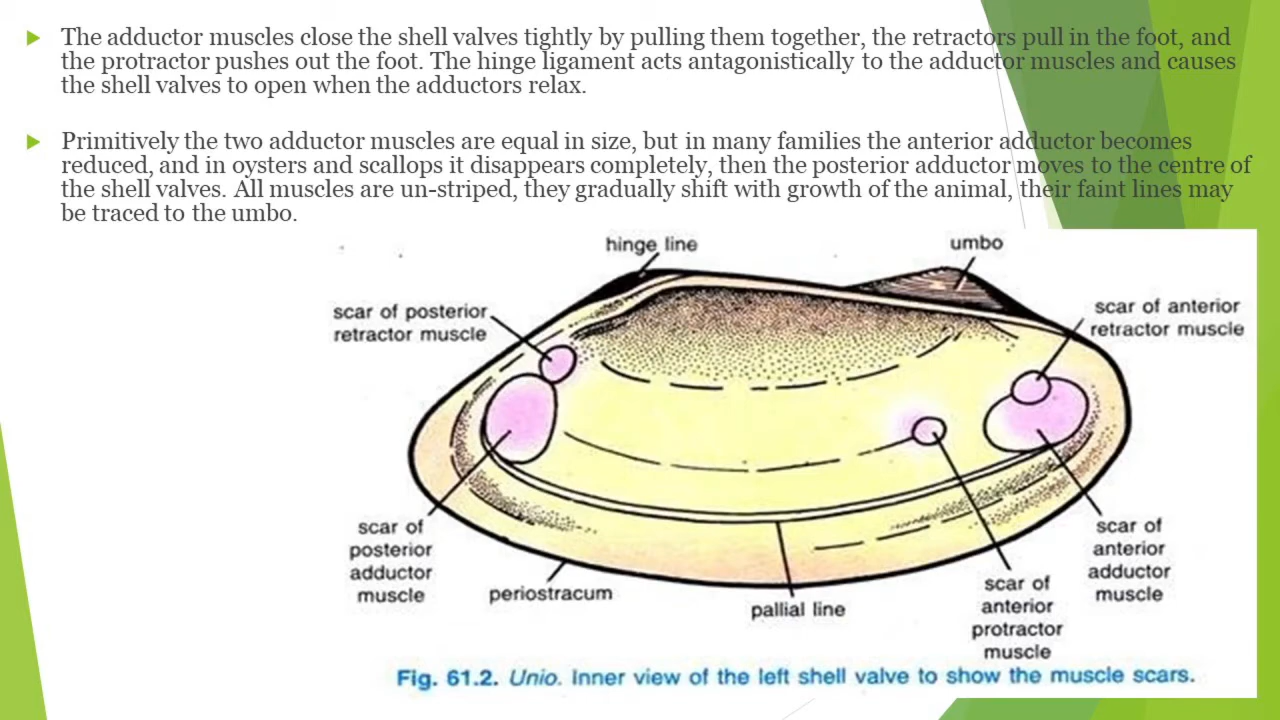 The adductor muscles close the shell valves tightly by pulling them together, the retractors pull in the foot, and
the protractor pushes out the foot. The hinge ligament acts antagonistically to the adductor muscles and causes
the shell valves to open when the adductors relax.
Primitively the two adductor muscles are equal in size, but in many families the anterior adductor becomes
reduced, and in oysters and scallops it disappears completely, then the posterior adductor moves to the centre of
the shell valves. All muscles are un-striped, they gradually shift with growth of the animal, their faint lines may
be traced to the umbo.
hinge line
umbo
scar of posterior
retractor muscle
scar of anterior
retractor muscle
scar of
posterior
adductor
muscle
periostracum
pallial line
scar of
anterior
protractor
muscle
scar of
anterior
adductor
muscle
Fig. 61.2. Unio. Inner view of the left shell valve to show the muscle scars.